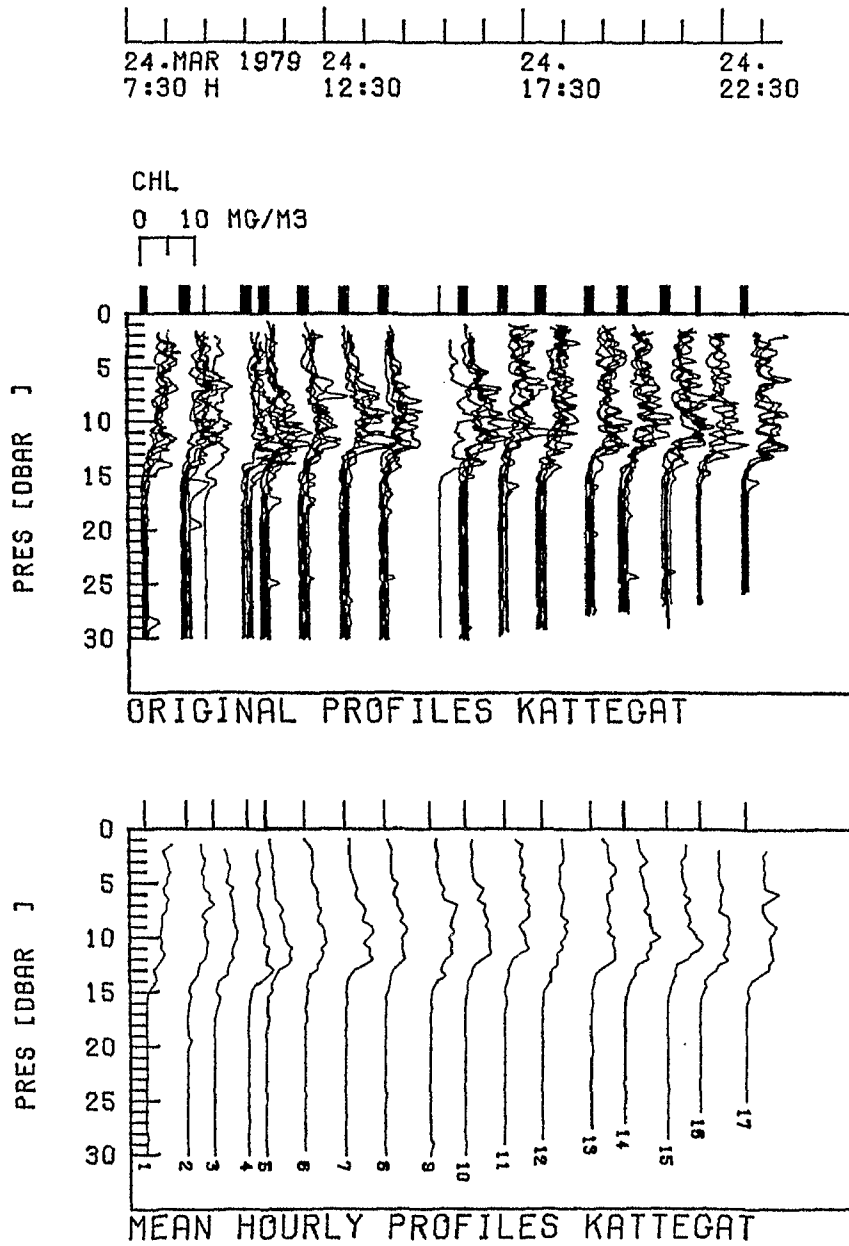 24.MAR 1979 24. 24. 24.
7:30 H 12:30 17:30 22:30
CHL
0 10 MG/M3
0
5
10
15
20
25
30
PRES [DBAR ]
ORIGINAL PROFILES KATTEGAT
0
5
10
15
20
25
30
PRES [DBAR ]
1 2 3 4 5 6 7 8 9 10 11 12 13 14 15 16 17
MEAN HOURLY PROFILES KATTEGAT